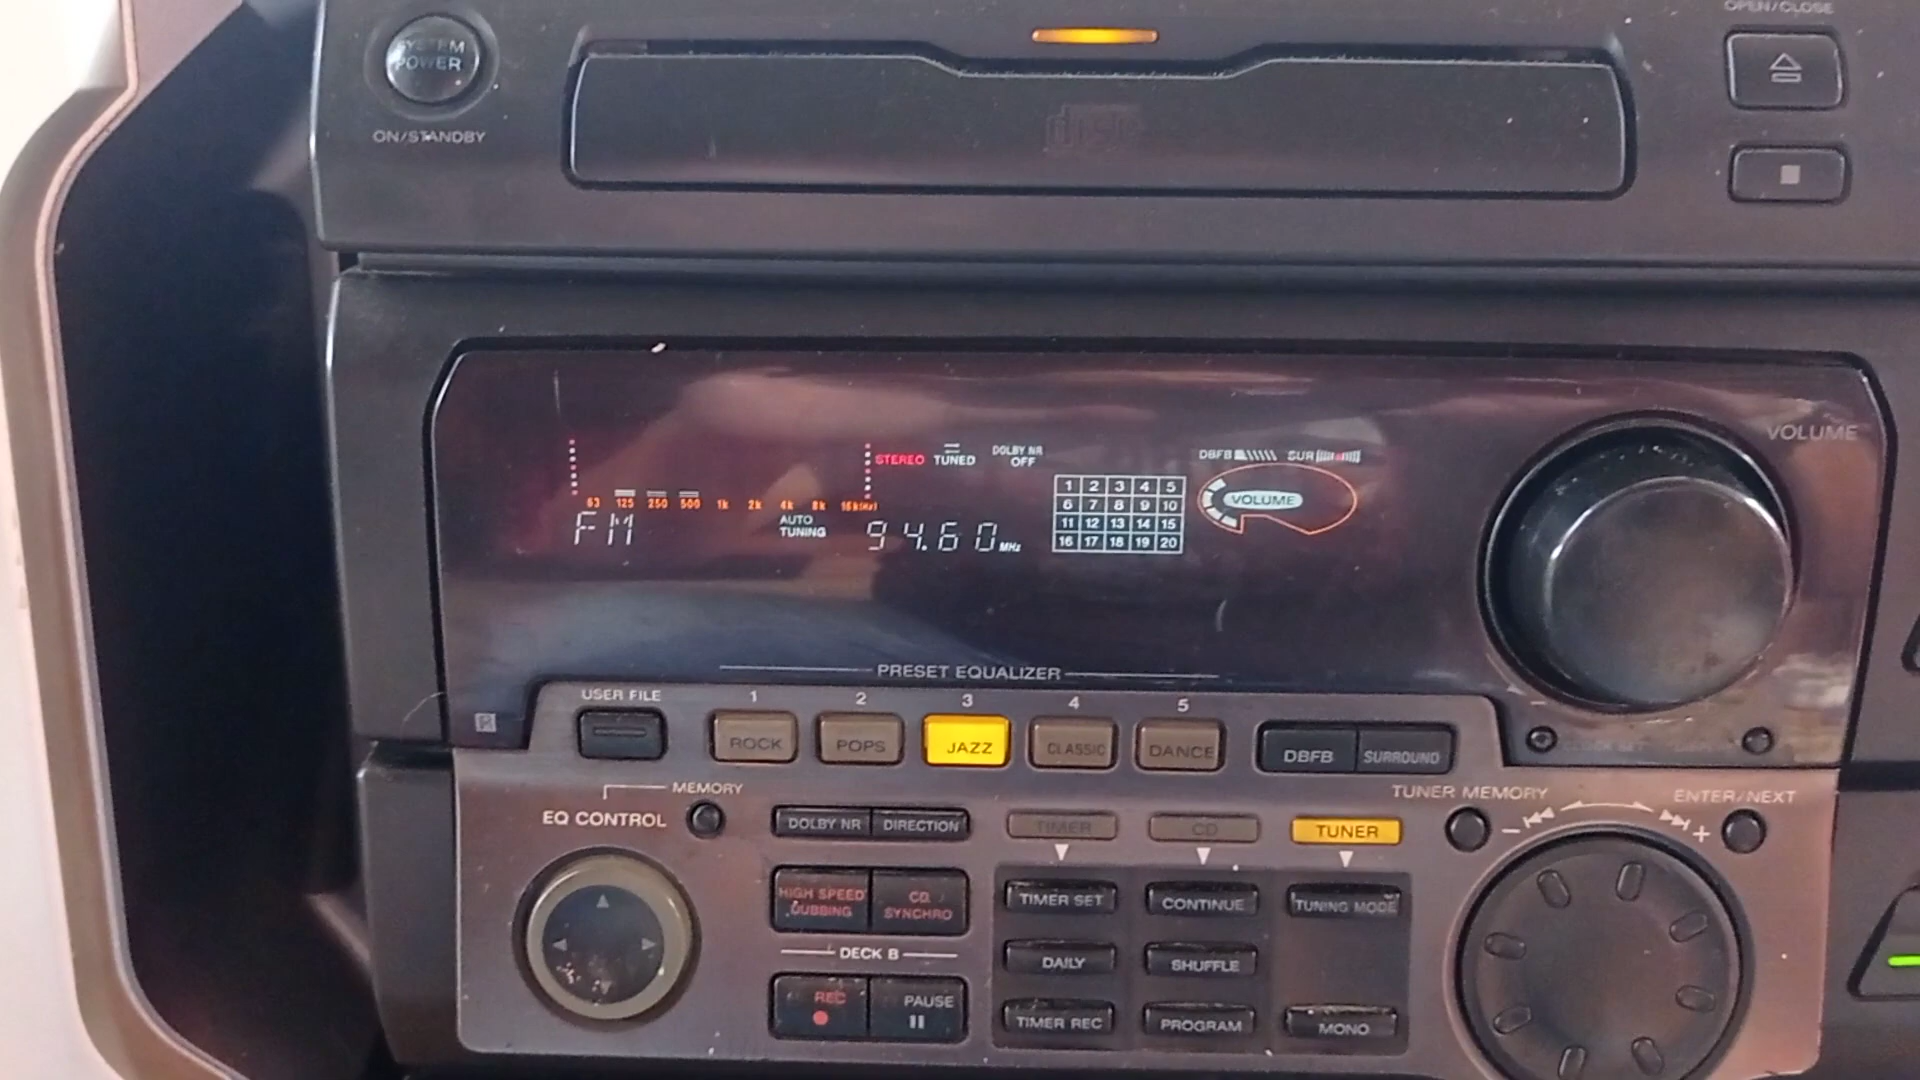 OPEN/CLOSE
SYSTEM
POWER
ON/STANDBY
disc
VOLUME
STEREO TUNED DOLBY NR OFF
DBFB SUR
VOLUME
63 125 250 500 1k 2k 4k 8k 16k(Hz)
FM AUTO TUNING 94.60 MHz
1 2 3 4 5
6 7 8 9 10
11 12 13 14 15
16 17 18 19 20
PRESET EQUALIZER
USER FILE 1 2 3 4 5
ROCK POPS JAZZ CLASSIC DANCE
DBFB SURROUND
MEMORY
EQ CONTROL
TUNER MEMORY ENTER/NEXT
DOLBY NR DIRECTION TIMER CD TUNER
− +
HIGH SPEED DUBBING CD SYNCHRO
TIMER SET CONTINUE TUNING MODE
DECK B
DAILY SHUFFLE
REC PAUSE
TIMER REC PROGRAM MONO